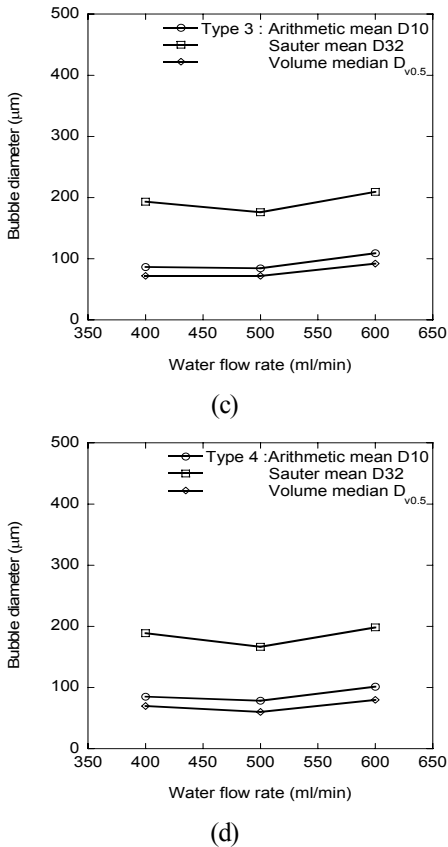 500
Type 3 : Arithmetic mean D10
Sauter mean D32
Volume median Dv0.5
400
300
200
100
0
Bubble diameter (μm)
350 400 450 500 550 600 650
Water flow rate (ml/min)
(c)
500
Type 4 :Arithmetic mean D10
Sauter mean D32
Volume median Dv0.5
400
300
200
100
0
Bubble diameter (μm)
350 400 450 500 550 600 650
Water flow rate (ml/min)
(d)